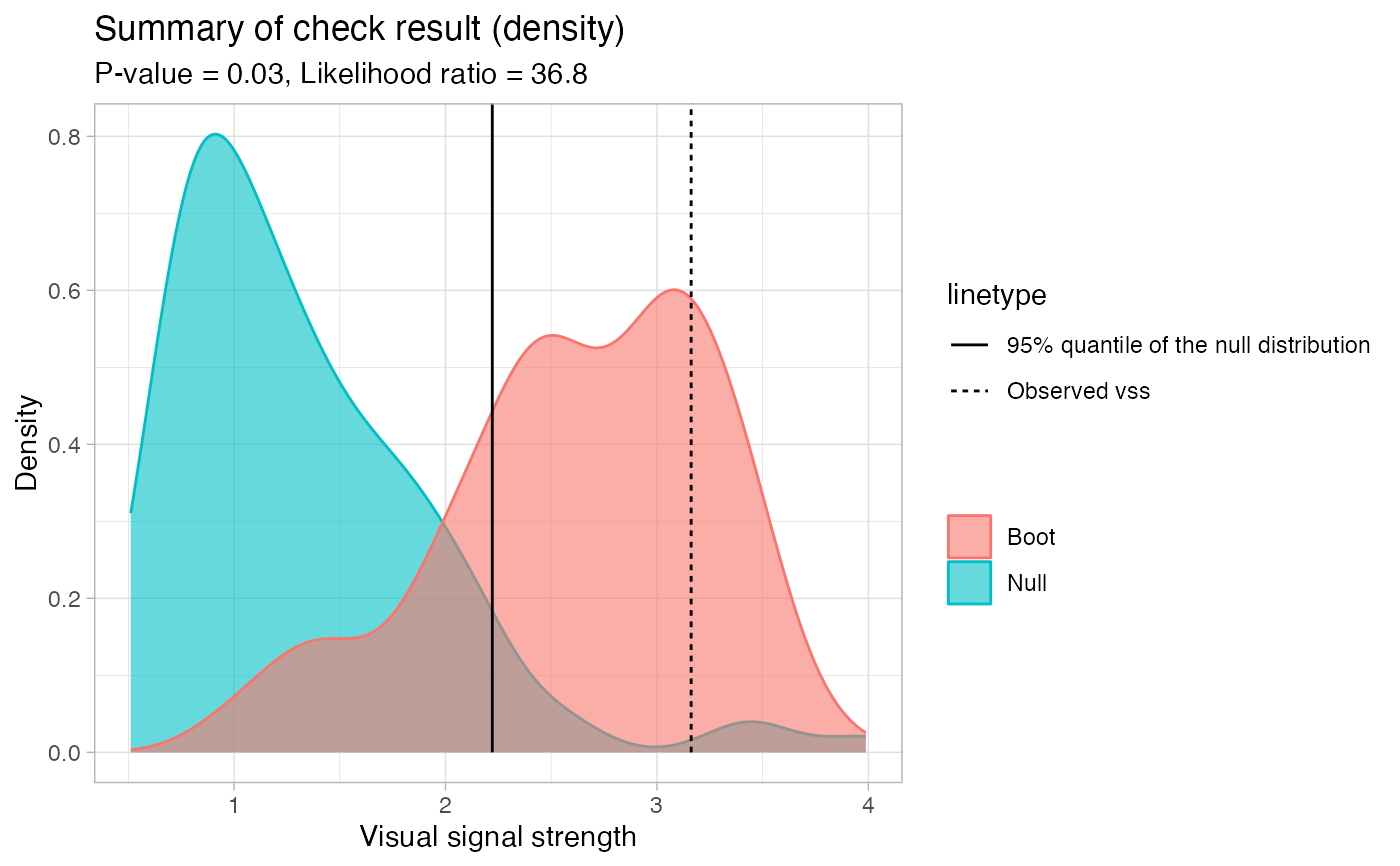 Summary of check result (density)
P-value = 0.03, Likelihood ratio = 36.8
Density
0.8
0.6
0.4
0.2
0.0
1 2 3 4
Visual signal strength
linetype
95% quantile of the null distribution
Observed vss
Boot
Null